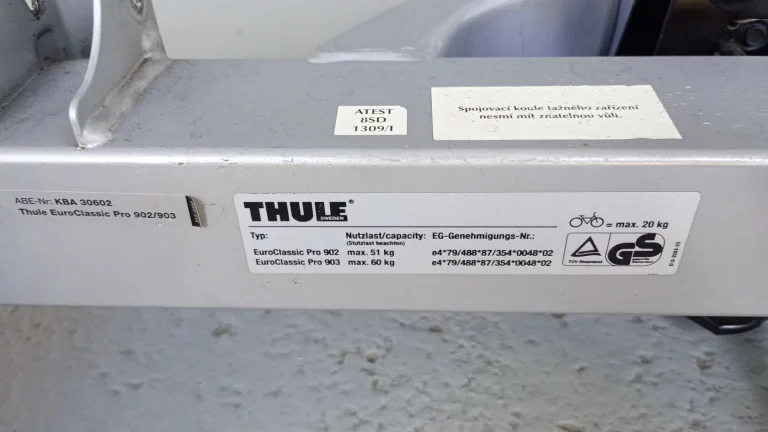 ATEST
8SD
1309/I
Spojovací koule tažného zařízení
nesmí mít znatelnou vůli.
ABE-Nr: KBA 30602
Thule EuroClassic Pro 902/903
THULE®
SWEDEN
= max. 20 kg
Typ: Nutzlast/capacity: EG-Genehmigungs-Nr.:
(Stützlast beachten)
EuroClassic Pro 902 max. 51 kg e4*79/488*87/354*0048*02
EuroClassic Pro 903 max. 60 kg e4*79/488*87/354*0048*02
GS